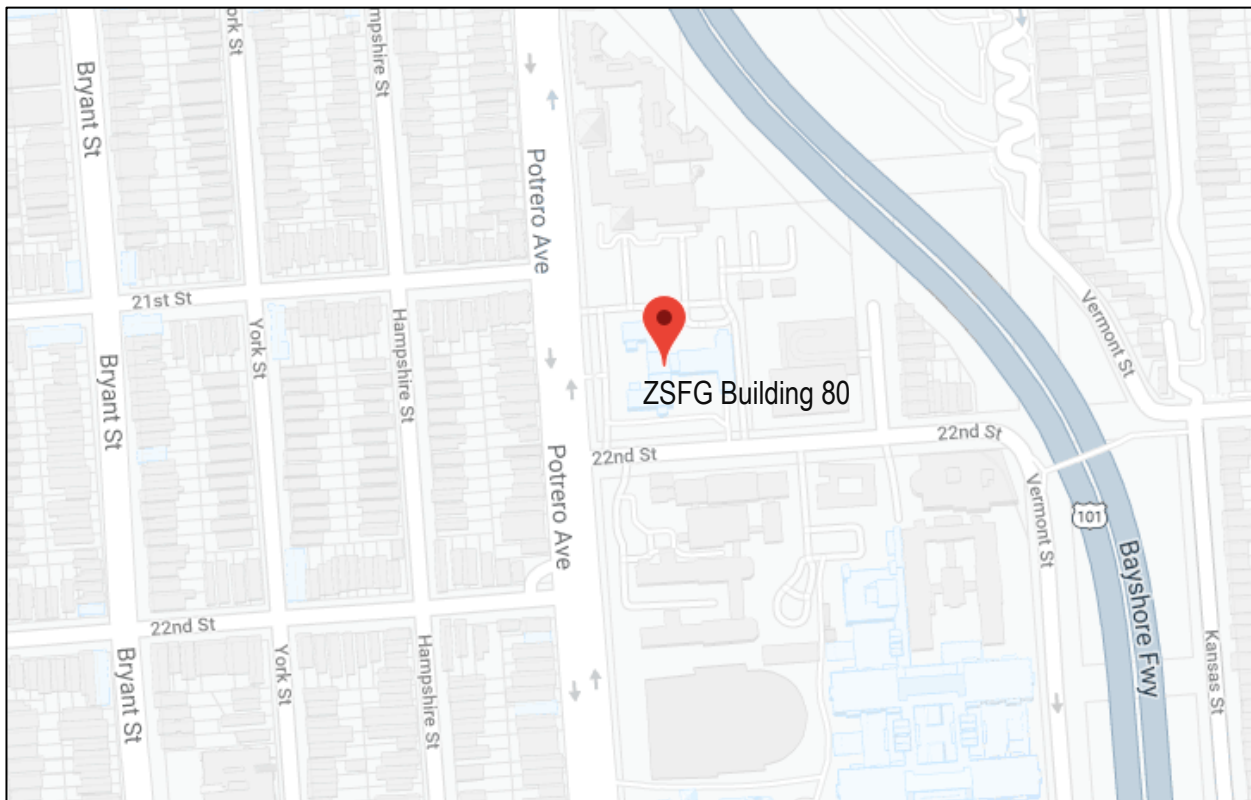 York St
Hampshire St
Bryant St
Potrero Ave
21st St
Vermont St
York St
Hampshire St
Bryant St
ZSFG Building 80
22nd St
22nd St
Potrero Ave
Vermont St
101
Bayshore Fwy
22nd St
Bryant St
York St
Hampshire St
Kansas St